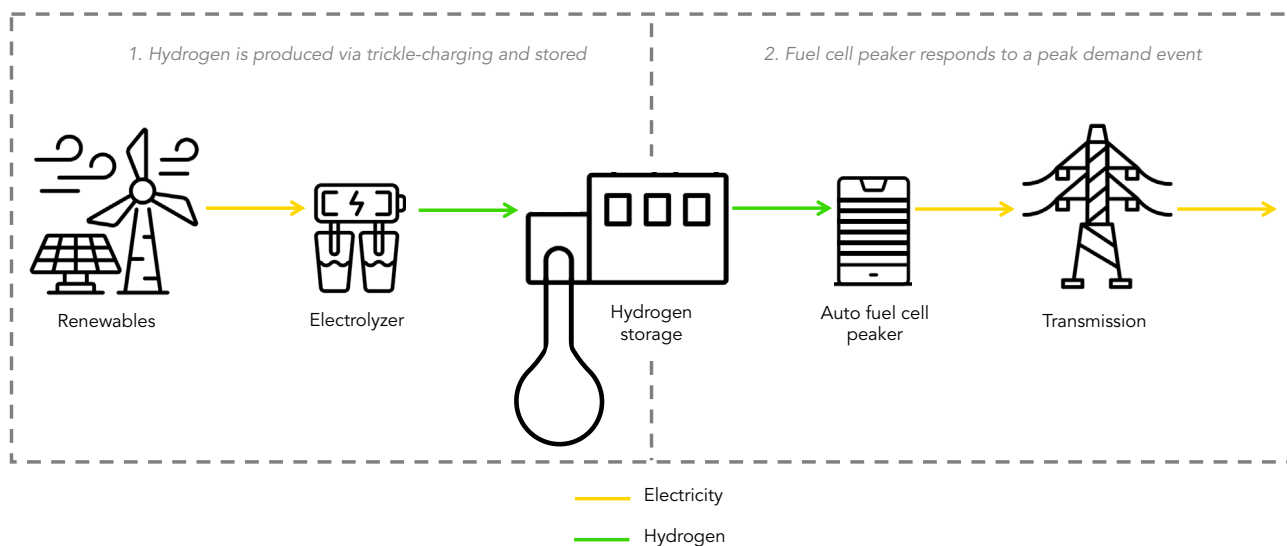 1. Hydrogen is produced via trickle-charging and stored
2. Fuel cell peaker responds to a peak demand event
Renewables
Electrolyzer
Hydrogen
storage
Auto fuel cell
peaker
Transmission
Electricity
Hydrogen